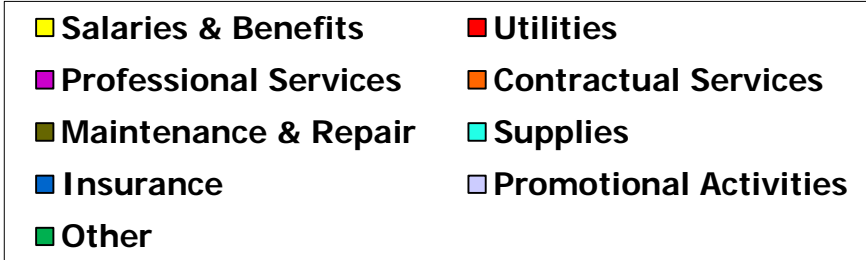 Salaries & Benefits Utilities
Professional Services Contractual Services
Maintenance & Repair Supplies
Insurance Promotional Activities
Other